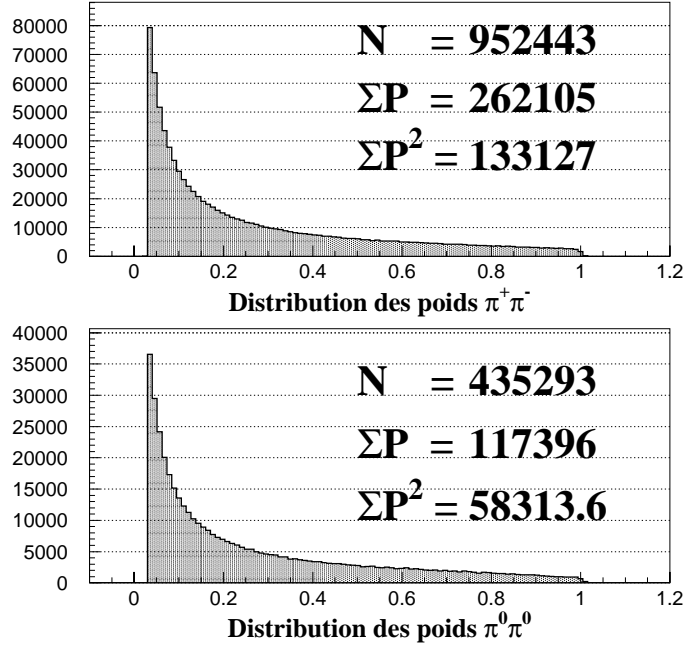 80000
70000
60000
50000
40000
30000
20000
10000
0
N = 952443
ΣP = 262105
ΣP² = 133127
0 0.2 0.4 0.6 0.8 1 1.2
Distribution des poids π⁺π⁻
40000
35000
30000
25000
20000
15000
10000
5000
0
N = 435293
ΣP = 117396
ΣP² = 58313.6
0 0.2 0.4 0.6 0.8 1 1.2
Distribution des poids π⁰π⁰